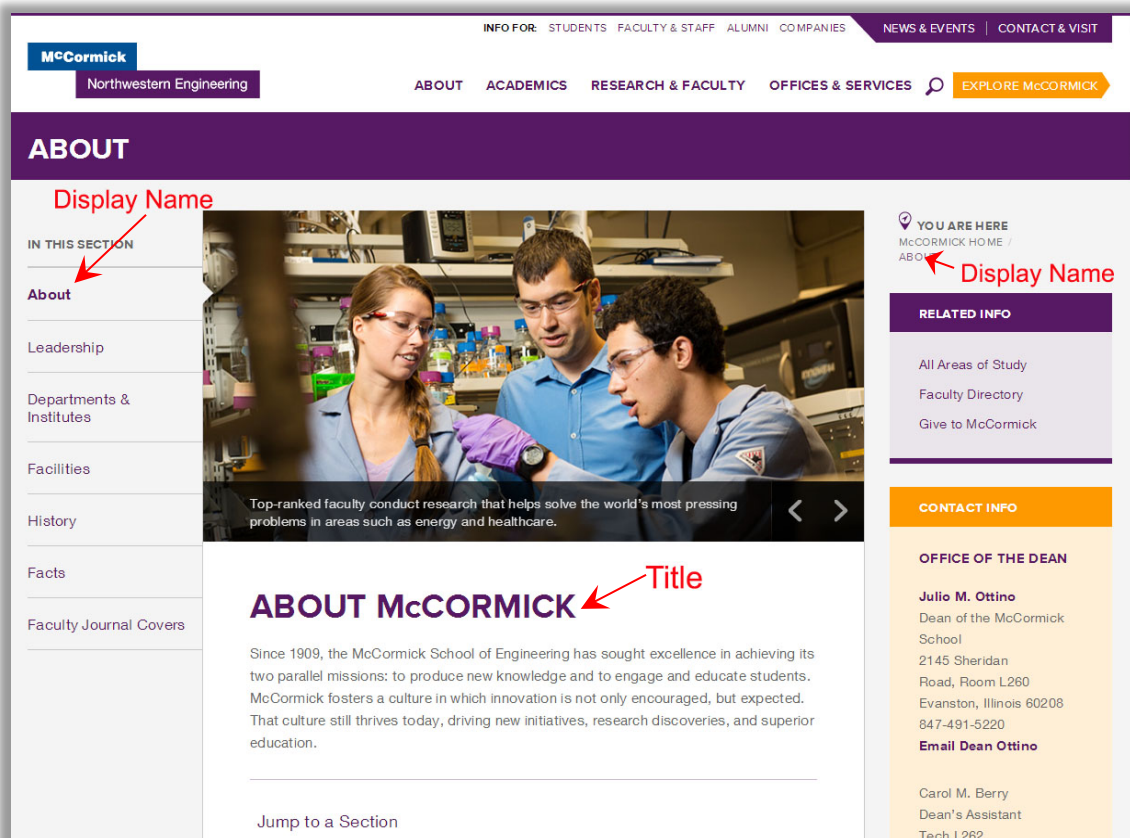 INFO FOR: STUDENTS FACULTY & STAFF ALUMNI COMPANIES
NEWS & EVENTS
CONTACT & VISIT
McCormick
Northwestern Engineering
ABOUT ACADEMICS RESEARCH & FACULTY OFFICES & SERVICES
EXPLORE McCORMICK
ABOUT
Display Name
IN THIS SECTION
About
Leadership
Departments &
Institutes
Facilities
History
Facts
Faculty Journal Covers
Top-ranked faculty conduct research that helps solve the world's most pressing
problems in areas such as energy and healthcare.
Title
ABOUT McCORMICK
Since 1909, the McCormick School of Engineering has sought excellence in achieving its
two parallel missions: to produce new knowledge and to engage and educate students.
McCormick fosters a culture in which innovation is not only encouraged, but expected.
That culture still thrives today, driving new initiatives, research discoveries, and superior
education.
Jump to a Section
YOU ARE HERE
McCORMICK HOME /
ABOUT
Display Name
RELATED INFO
All Areas of Study
Faculty Directory
Give to McCormick
CONTACT INFO
OFFICE OF THE DEAN
Julio M. Ottino
Dean of the McCormick
School
2145 Sheridan
Road, Room L260
Evanston, Illinois 60208
847-491-5220
Email Dean Ottino
Carol M. Berry
Dean's Assistant
Tech L262